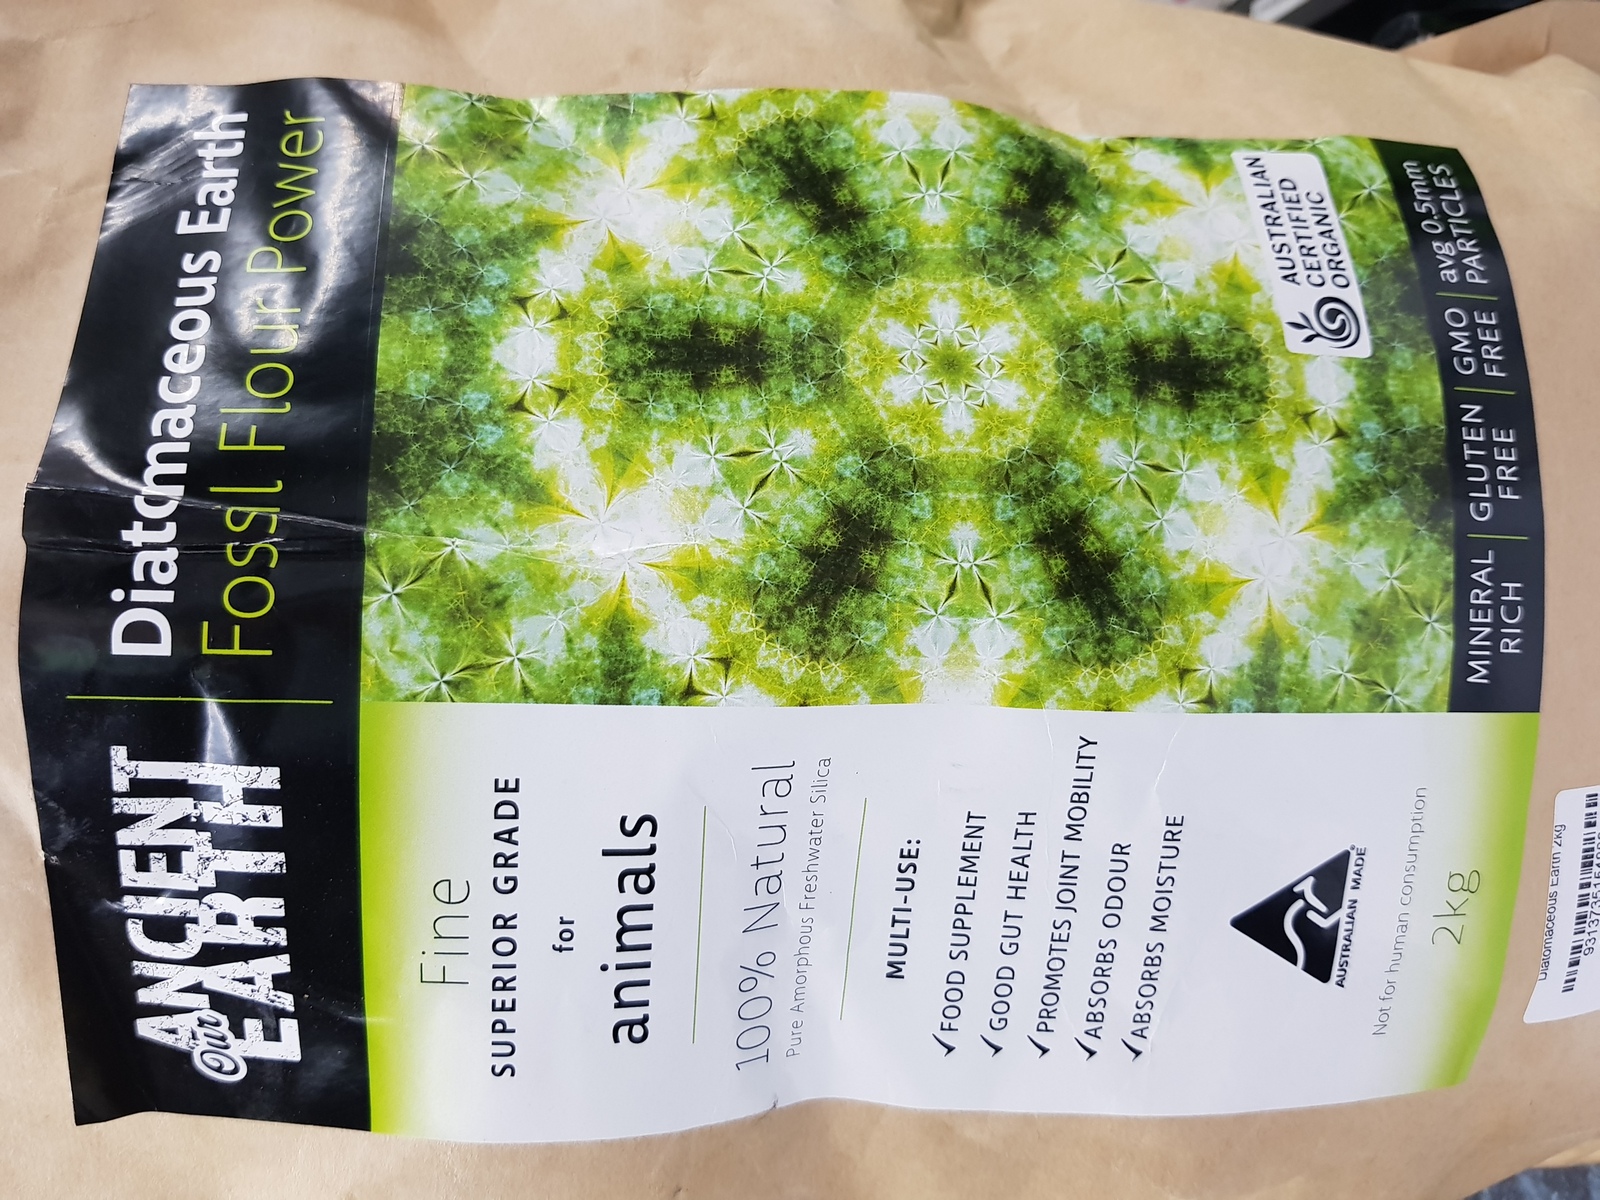 ANCIENT
Our
EARTH
Diatomaceous Earth
Fossil Flour Power
Fine
SUPERIOR GRADE
for
animals
100% Natural
Pure Amorphous Freshwater Silica
MULTI-USE:
✓FOOD SUPPLEMENT
✓GOOD GUT HEALTH
✓PROMOTES JOINT MOBILITY
✓ABSORBS ODOUR
✓ABSORBS MOISTURE
AUSTRALIAN MADE
Not for human consumption
2kg
AUSTRALIAN
CERTIFIED
ORGANIC
MINERAL | GLUTEN | GMO | avg 0.5mm
RICH | FREE | FREE | PARTICLES
Diatomaceous Earth 2kg